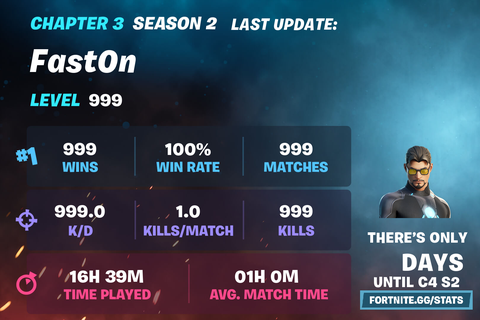 CHAPTER 3 SEASON 2 LAST UPDATE:
FastOn
LEVEL 999
#1
999 100% 999
WINS WIN RATE MATCHES
999.0 1.0 999
K/D KILLS/MATCH KILLS
16H 39M 01H 0M
TIME PLAYED AVG. MATCH TIME
THERE'S ONLY
DAYS
UNTIL C4 S2
FORTNITE.GG/STATS